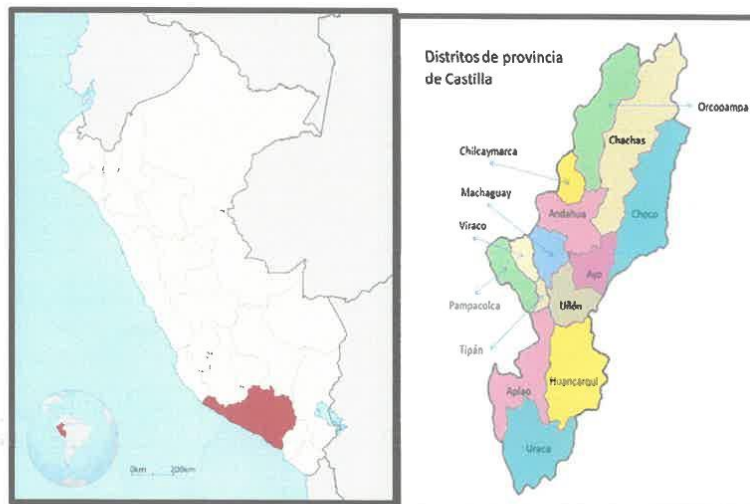 0km 200km
Distritos de provincia
de Castilla
Orcopampa
Chachas
Chilcaymarca
Machaguay
Andahua
Choco
Viraco
Ayo
Pampacolca
Uñón
Tipán
Huancarqui
Aplao
Uraca